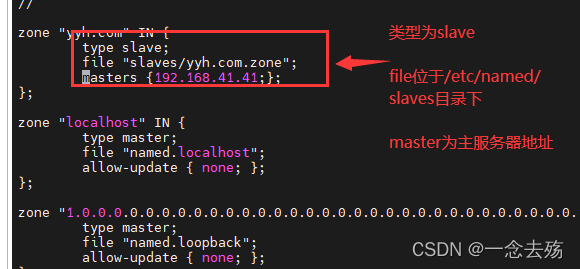 //
zone "yyh.com" IN {
type slave;
file "slaves/yyh.com.zone";
masters {192.168.41.41;};
};
zone "localhost" IN {
type master;
file "named.localhost";
allow-update { none; };
};
zone "1.0.0.0.0.0.0.0.0.0.0.0.0.0.0.0.0.0.0.0.0.0.0.0.0.0.0.0.0.
type master;
file "named.loopback";
allow-update { none; };
类型为slave
file位于/etc/named/
slaves目录下
master为主服务器地址
CSDN @一念去殇